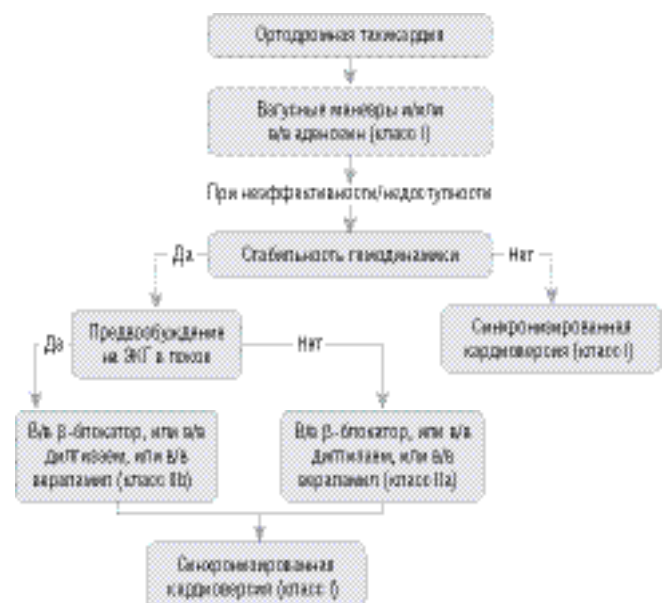 Ортодромная тахикардия
Вагусные маневры и/или
в/в аденозин (класс I)
При неэффективности/недоступности
Да
Стабильность гемодинамики
Нет
Предвозбуждение
на ЭКГ в покое
Синхронизированная
кардиоверсия (класс I)
Да
Нет
В/в β-блокатор, или в/в
дилтиазем, или в/в
верапамил (класс IIb)
В/в β-блокатор, или в/в
дилтиазем, или в/в
верапамил (класс IIa)
Синхронизированная
кардиоверсия (класс I)